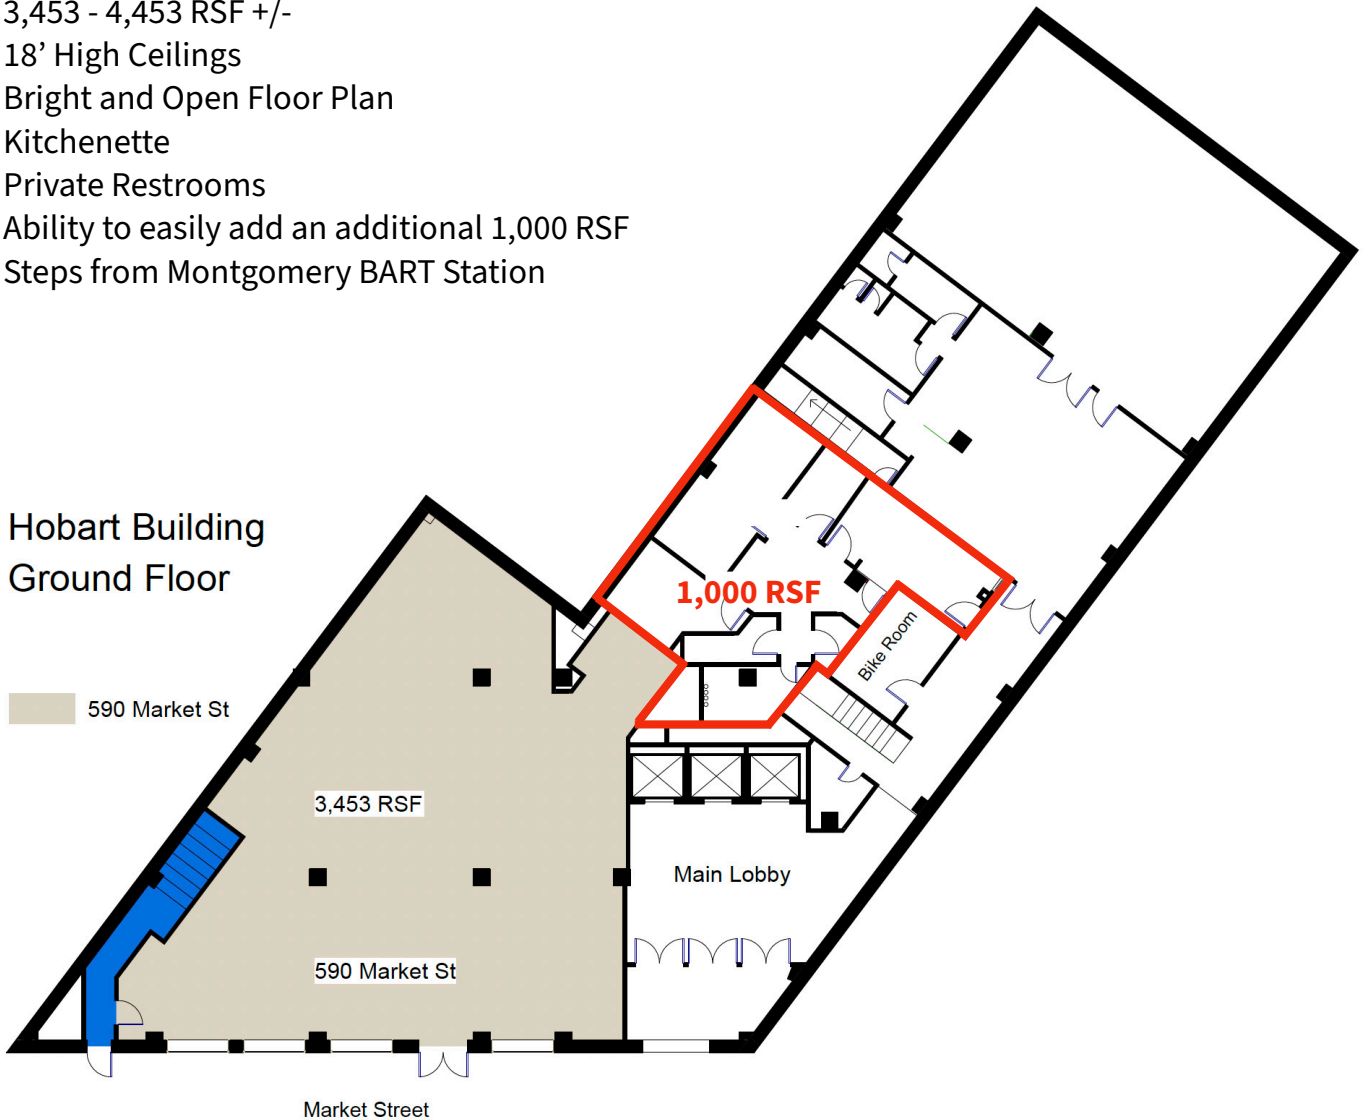 3,453 - 4,453 RSF +/-
18’ High Ceilings
Bright and Open Floor Plan
Kitchenette
Private Restrooms
Ability to easily add an additional 1,000 RSF
Steps from Montgomery BART Station
Hobart Building
Ground Floor
590 Market St
1,000 RSF
Bike Room
3,453 RSF
Main Lobby
590 Market St
Market Street